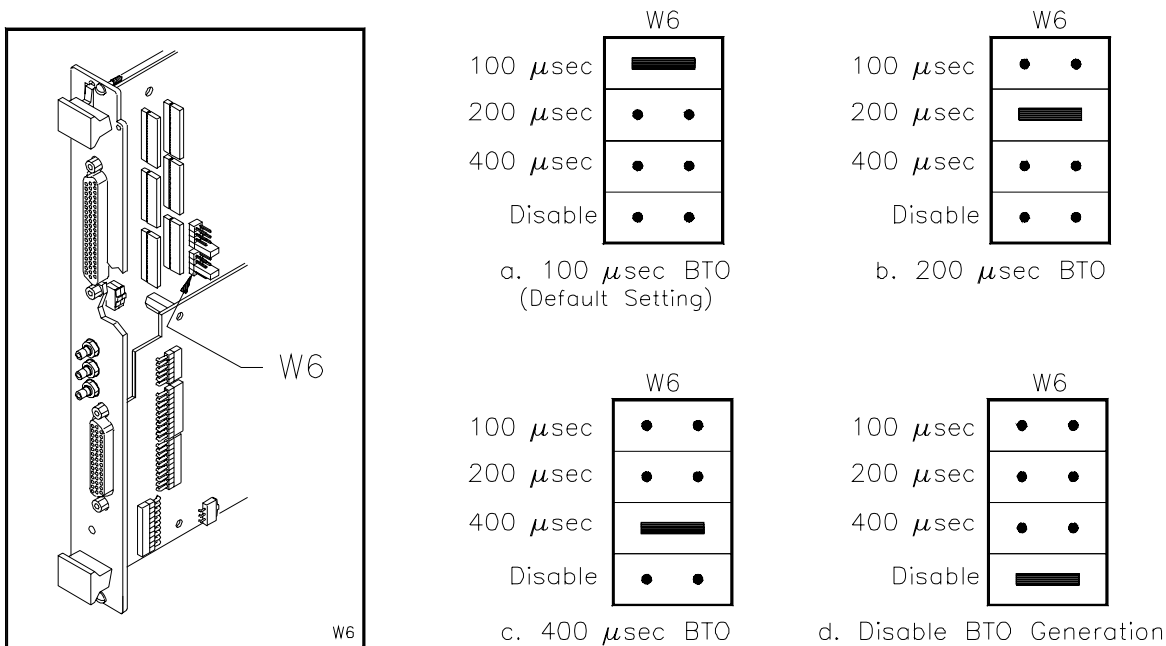 W6
W6
W6
100 μsec
200 μsec
400 μsec
Disable
a. 100 μsec BTO
(Default Setting)
W6
100 μsec
200 μsec
400 μsec
Disable
b. 200 μsec BTO
W6
100 μsec
200 μsec
400 μsec
Disable
c. 400 μsec BTO
W6
100 μsec
200 μsec
400 μsec
Disable
d. Disable BTO Generation